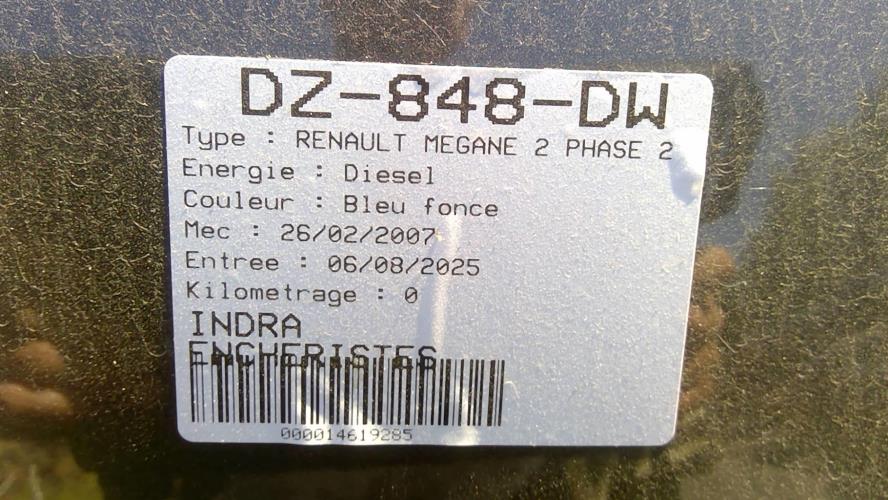 DZ-848-DW
Type : RENAULT MEGANE 2 PHASE 2
Energie : Diesel
Couleur : Bleu fonce
Mec : 26/02/2007
Entree : 06/08/2025
Kilometrage : 0
INDRA
ENCHERISTES
000014619285